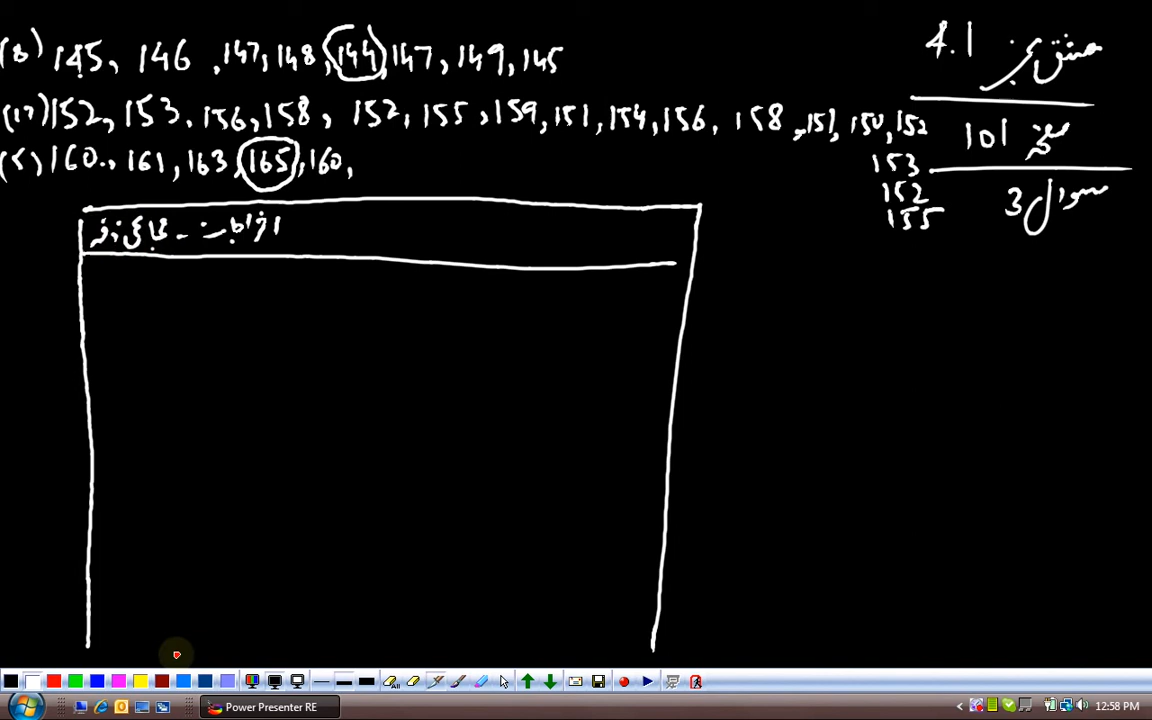 مشق نمبر 4.1
صفحہ 101
سوال 3
(8) 145, 146, 147, 148, 144, 147, 149, 145
(17) 152, 153, 156, 158, 152, 155, 159, 151, 154, 156, 158, 151, 150, 152
153
152
155
(5) 160, 161, 163, 165, 160,
Power Presenter RE
12:58 PM